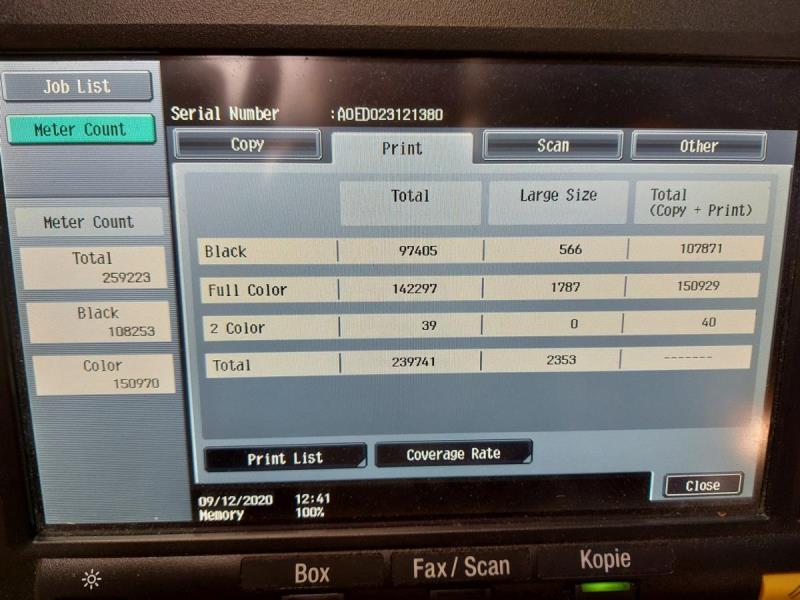 Job List
Meter Count
Serial Number :A0ED023121380
Copy Print Scan Other
Total Large Size Total
(Copy + Print)
Black 97405 566 107871
Full Color 142297 1787 150929
2 Color 39 0 40
Total 239741 2353 -------
Meter Count
Total
259223
Black
108253
Color
150970
Print List Coverage Rate
Close
09/12/2020 12:41
Memory 100%
Box Fax/Scan Kopie